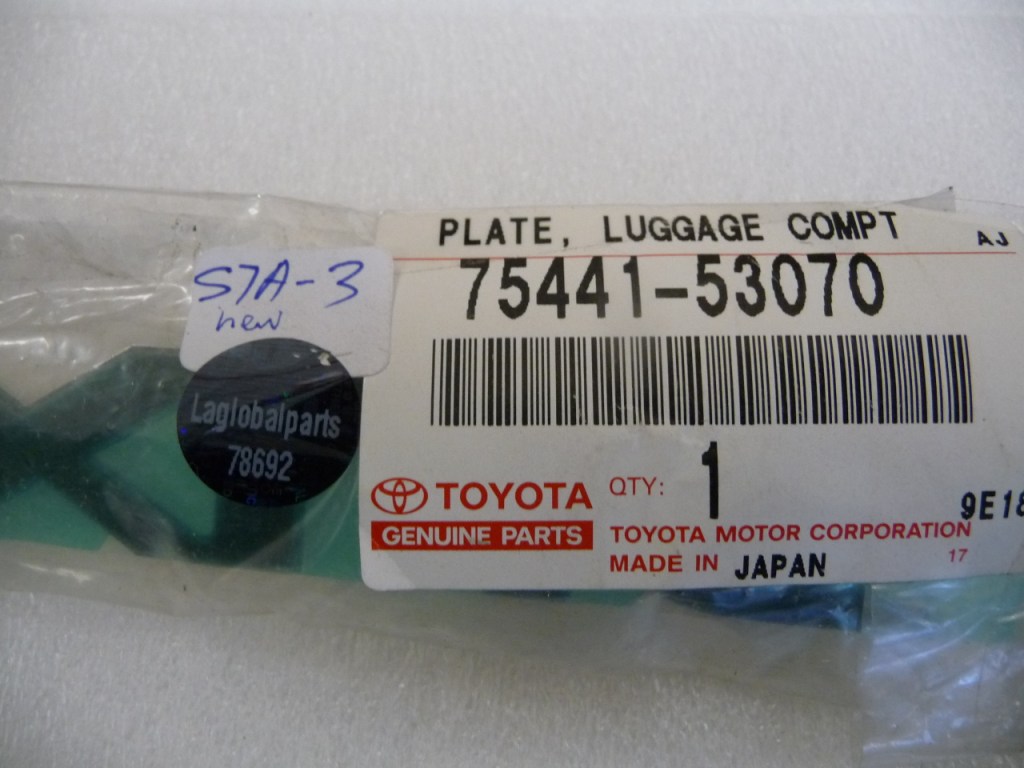 PLATE, LUGGAGE COMPT
AJ
75441-53070
S7A-3
new
Laglobalparts
78692
TOYOTA
GENUINE PARTS
QTY: 1
9E18
TOYOTA MOTOR CORPORATION
MADE IN JAPAN
17